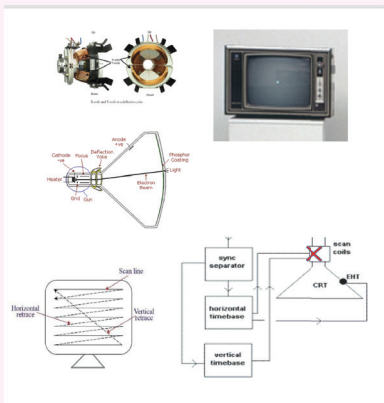 Cathode
+ve
Focus
Deflection
Yoke
Anode
+ve
Phosphor
Coating
Light
Electron
Beam
Heater
Grid
Gun
Scan line
Horizontal
retrace
Vertical
retrace
sync
separator
horizontal
timebase
vertical
timebase
scan
coils
EHT
CRT